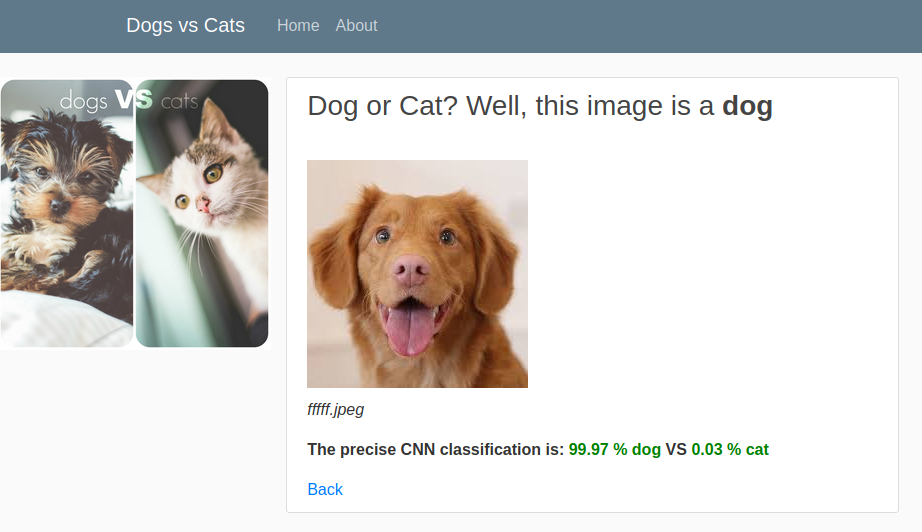 Dogs vs Cats Home About
dogs VS cats
Dog or Cat? Well, this image is a dog
fffff.jpeg
The precise CNN classification is: 99.97 % dog VS 0.03 % cat
Back